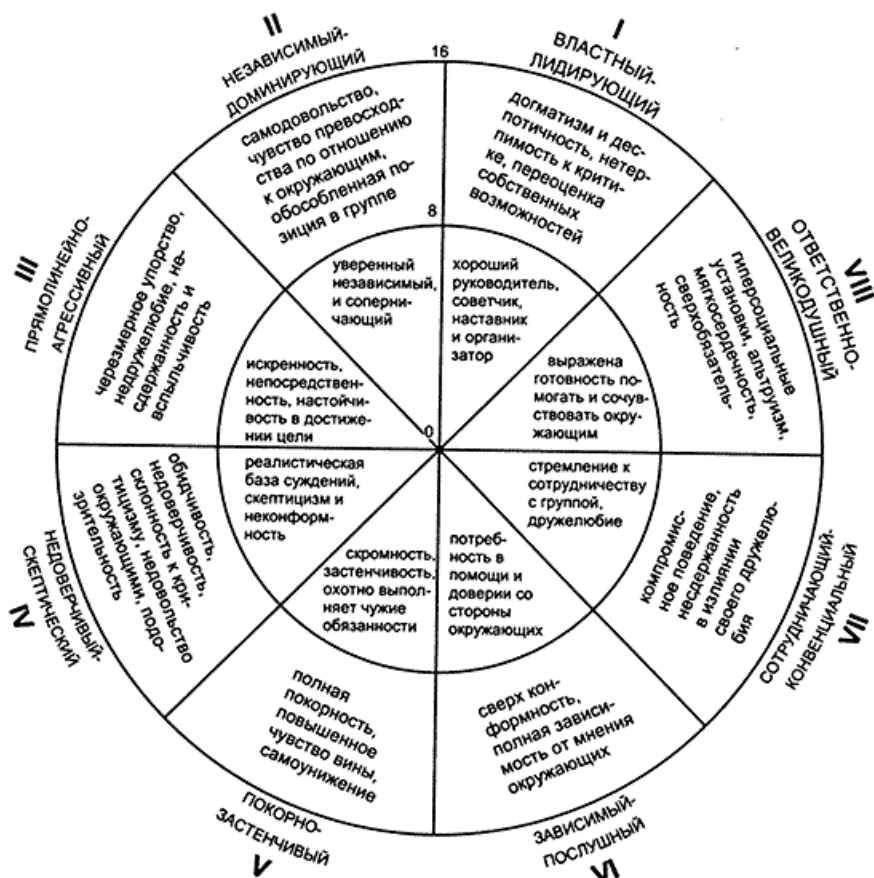 I
ВЛАСТНЫЙ-
ЛИДИРУЮЩИЙ
16
догматизм и дес-
потичность, нетер-
пимость к крити-
ке, переоценка
собственных
возможностей
8
хороший
руководитель,
советчик,
наставник
и органи-
затор
0
II
НЕЗАВИСИМЫЙ-
ДОМИНИРУЮЩИЙ
самодовольство,
чувство превосход-
ства по отношению
к окружающим,
обособленная по-
зиция в группе
уверенный
независимый,
и соперни-
чающий
III
ПРЯМОЛИНЕЙНО-
АГРЕССИВНЫЙ
черезмерное упорство,
недружелюбие, не-
сдержанность и
вспыльчивость
искренность,
непосредствен-
ность, настойчи-
вость в достиже-
нии цели
IV
НЕДОВЕРЧИВЫЙ-
СКЕПТИЧЕСКИЙ
обидчивость,
недоверчивость,
склонность к кри-
тицизму, недовольство
окружающими, подо-
зрительность
реалистическая
база суждений,
скептицизм и
неконформ-
ность
V
ПОКОРНО-
ЗАСТЕНЧИВЫЙ
полная
покорность,
повышенное
чувство вины,
самоунижение
скромность,
застенчивость,
охотно выпол-
няет чужие
обязанности
VI
ЗАВИСИМЫЙ-
ПОСЛУШНЫЙ
сверх кон-
формность,
полная зависи-
мость от мнения
окружающих
потреб-
ность в
помощи и
доверии со
стороны
окружающих
VII
СОТРУДНИЧАЮЩИЙ-
КОНВЕНЦИАЛЬНЫЙ
компромис-
сное поведение,
несдержанность
в излиянии
своего дружелю-
бия
стремление к
сотрудничеству
с группой,
дружелюбие
VIII
ОТВЕТСТВЕННО-
ВЕЛИКОДУШНЫЙ
гиперсоциальные
установки, альтруизм,
мягкосердечность,
сверхобязатель-
ность
выражена
готовность по-
могать и сочув-
ствовать окру-
жающим